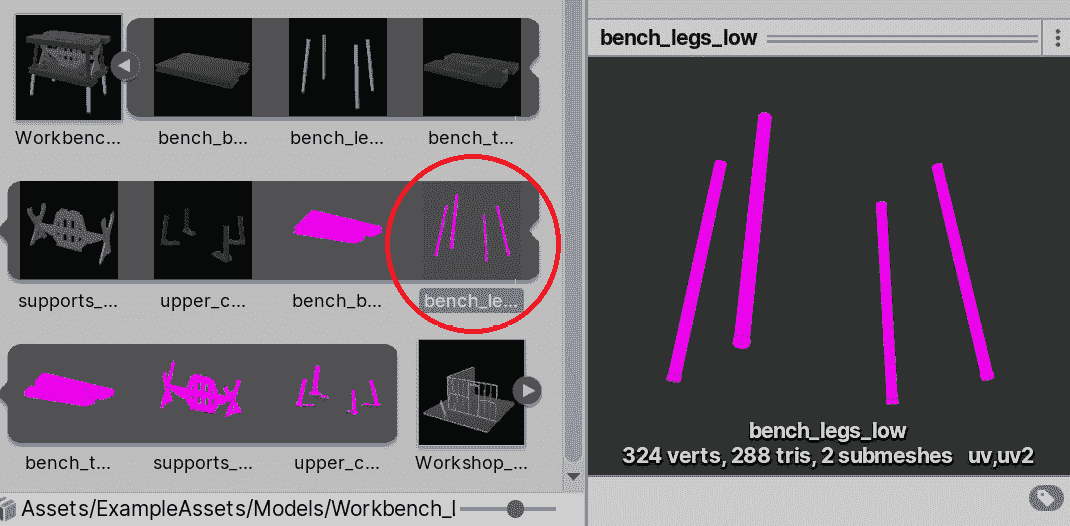 Workbenc...
bench_b...
bench_le...
bench_t...
supports_...
upper_c...
bench_b...
bench_le...
bench_t...
supports_...
upper_c...
Workshop_...
Assets/ExampleAssets/Models/Workbench_l
bench_legs_low
bench_legs_low
324 verts, 288 tris, 2 submeshes uv,uv2